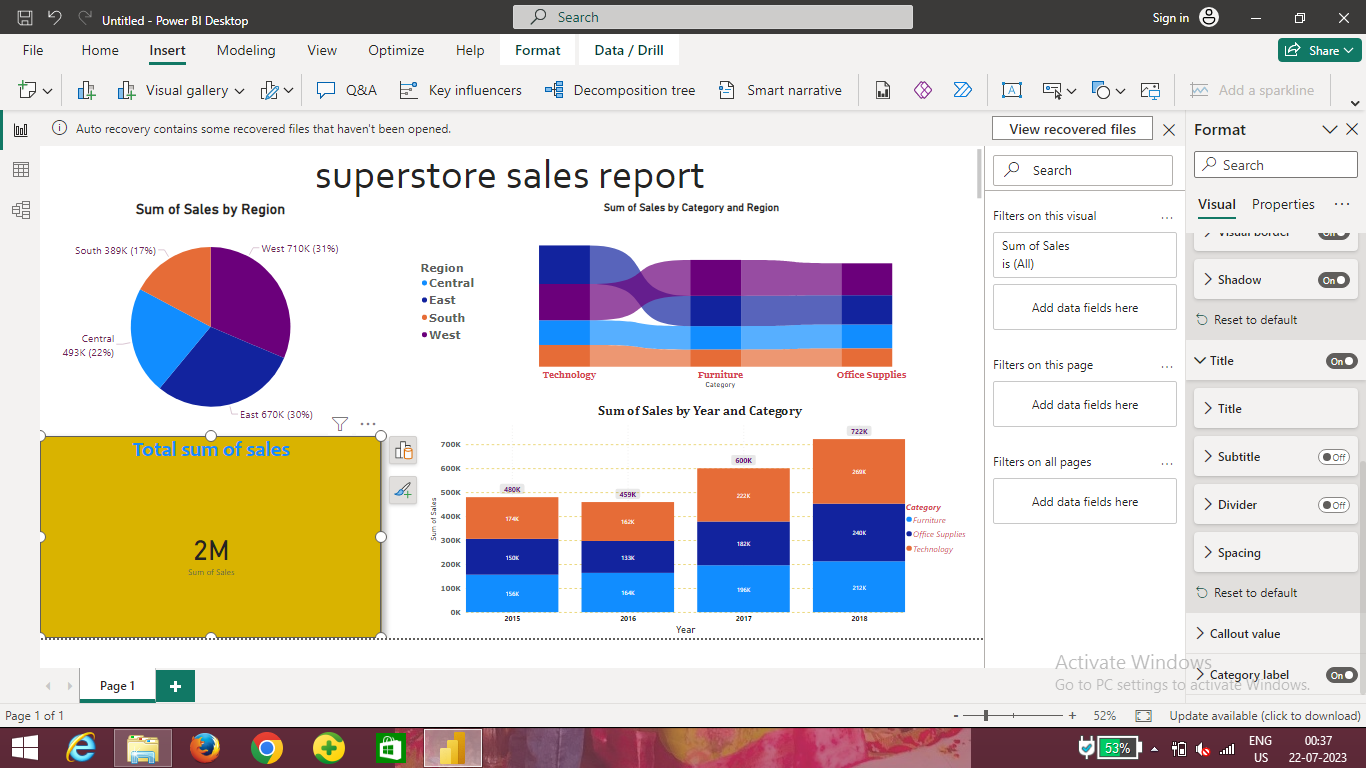 Untitled - Power BI Desktop
Search
Sign in
File Home Insert Modeling View Optimize Help Format Data / Drill
Share
Visual gallery
Q&A
Key influencers
Decomposition tree
Smart narrative
Add a sparkline
Auto recovery contains some recovered files that haven't been opened.
View recovered files
superstore sales report
Sum of Sales by Region
South 389K (17%)
West 710K (31%)
Central
493K (22%)
East 670K (30%)
Sum of Sales by Category and Region
Region
Central
East
South
West
Technology Furniture Office Supplies
Category
Total sum of sales
2M
Sum of Sales
Sum of Sales by Year and Category
Sum of Sales
700K
600K
500K
400K
300K
200K
100K
0K
480K 459K 600K 722K
174K 162K 222K 269K
150K 133K 182K 240K
156K 164K 196K 212K
2015 2016 2017 2018
Year
Category
Furniture
Office Supplies
Technology
Search
Filters on this visual
Sum of Sales
is (All)
Add data fields here
Filters on this page
Add data fields here
Filters on all pages
Add data fields here
Format
Search
Visual Properties
Visual border
Shadow On
Reset to default
Title On
Title
Subtitle Off
Divider Off
Spacing
Reset to default
Callout value
Category label On
Activate Windows
Go to PC settings to activate Windows.
Page 1
Page 1 of 1
- + 52%
Update available (click to download)
53%
ENG
US
00:37
22-07-2023